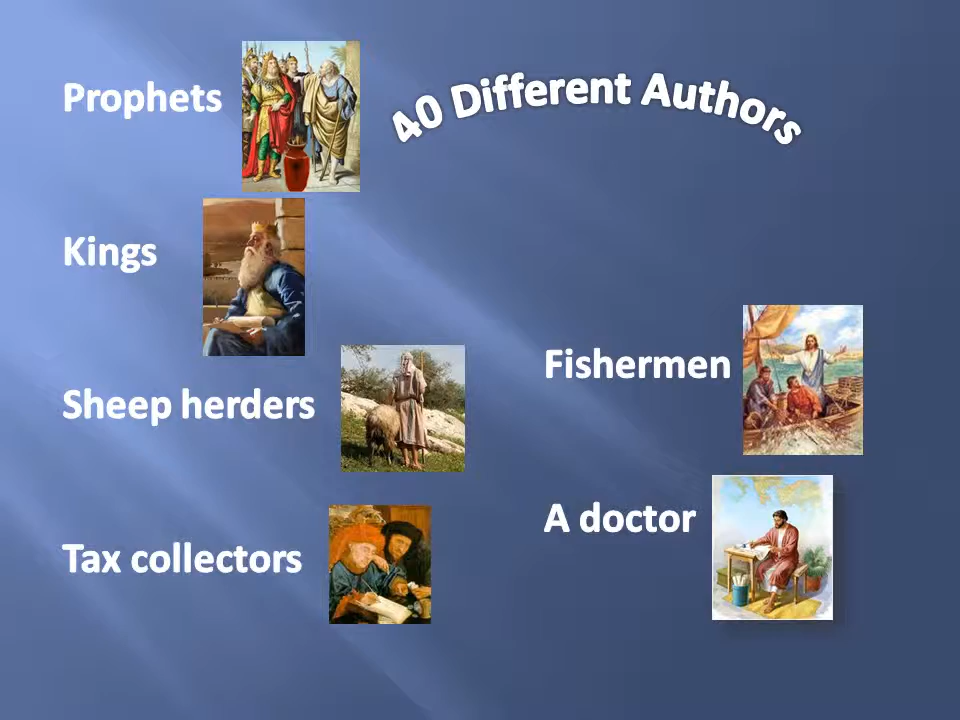 40 Different Authors
Prophets
Kings
Sheep herders
Tax collectors
Fishermen
A doctor